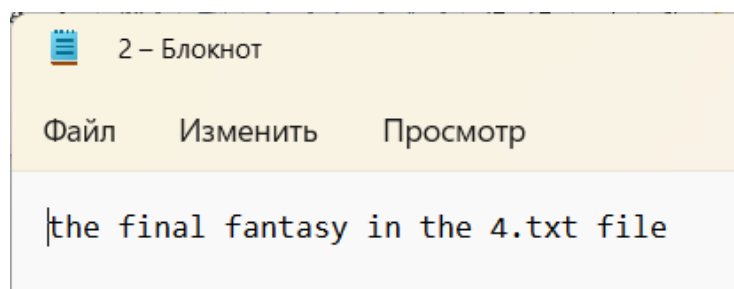 2 – Блокнот
Файл Изменить Просмотр
the final fantasy in the 4.txt file